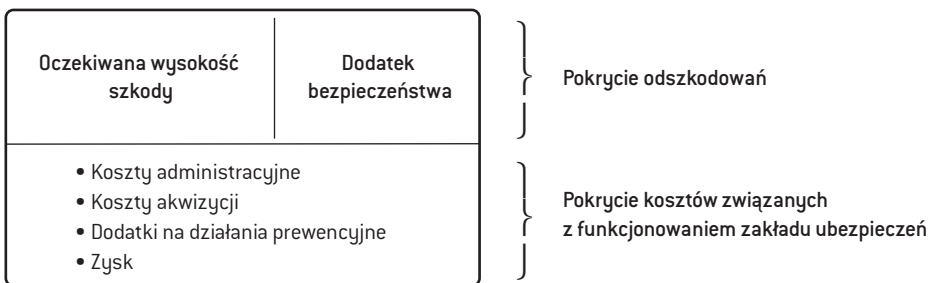 Oczekiwana wysokość
szkody
Dodatek
bezpieczeństwa
Pokrycie odszkodowań
• Koszty administracyjne
• Koszty akwizycji
• Dodatki na działania prewencyjne
• Zysk
Pokrycie kosztów związanych
z funkcjonowaniem zakładu ubezpieczeń